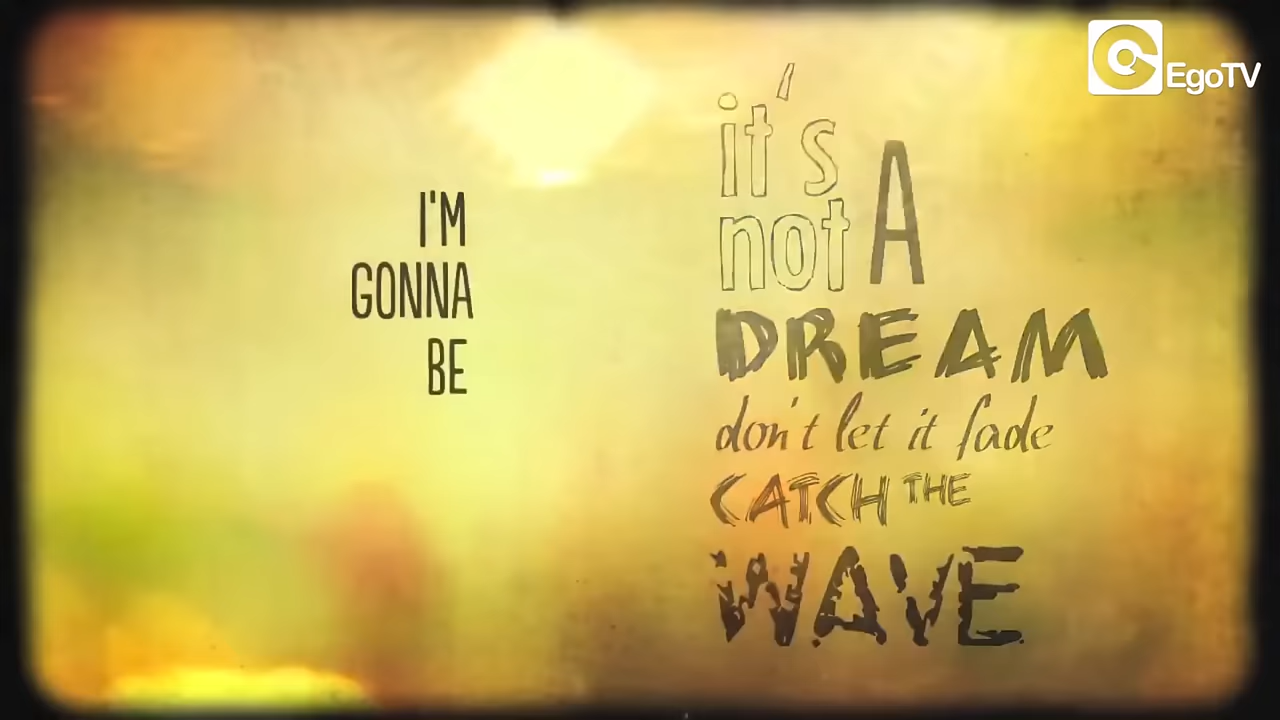 EgoTV
I'M
GONNA
BE
it's
not A
DREAM
don't let it fade
CATCH THE
WAVE